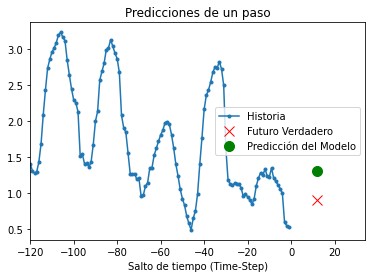 Predicciones de un paso
3.0
2.5
2.0
1.5
1.0
0.5
Historia
Futuro Verdadero
Predicción del Modelo
−120 −100 −80 −60 −40 −20 0 20
Salto de tiempo (Time-Step)